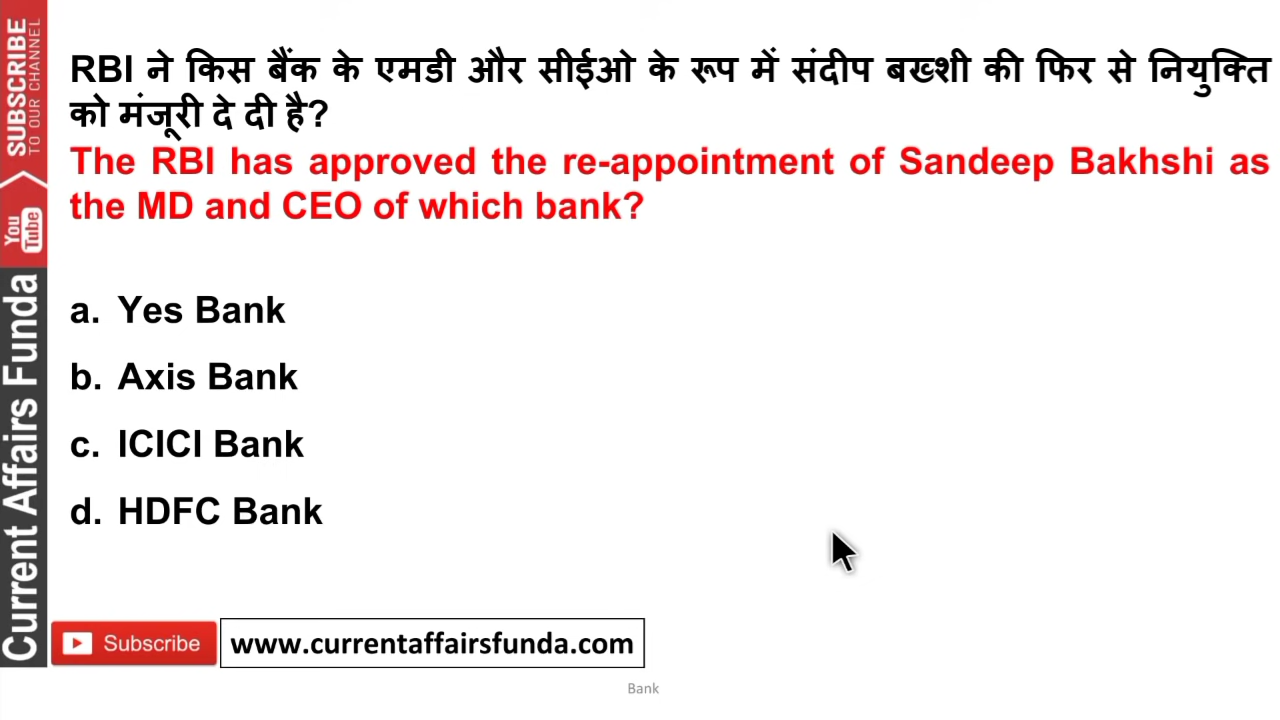 RBI ने किस बैंक के एमडी और सीईओ के रूप में संदीप बख्शी की फिर से नियुक्ति
को मंजूरी दे दी है?
The RBI has approved the re-appointment of Sandeep Bakhshi as
the MD and CEO of which bank?
a. Yes Bank
b. Axis Bank
c. ICICI Bank
d. HDFC Bank
SUBSCRIBE
TO OUR CHANNEL
You
Tube
Current Affairs Funda
Subscribe
www.currentaffairsfunda.com
Bank